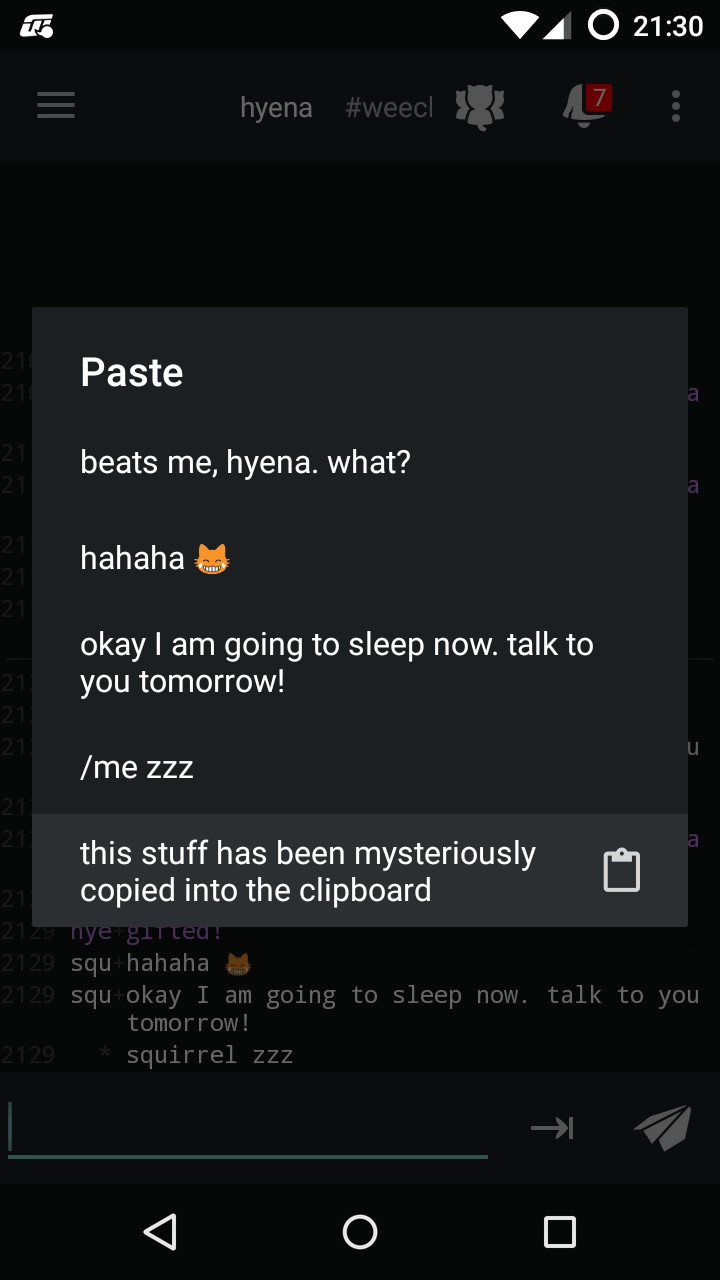 21:30
hyena #weecl 7
Paste
beats me, hyena. what?
hahaha 😹
okay I am going to sleep now. talk to
you tomorrow!
/me zzz
this stuff has been mysteriously
copied into the clipboard
2129 hye+gifted!
2129 squ+hahaha 😹
2129 squ+okay I am going to sleep now. talk to you
tomorrow!
2129 * squirrel zzz